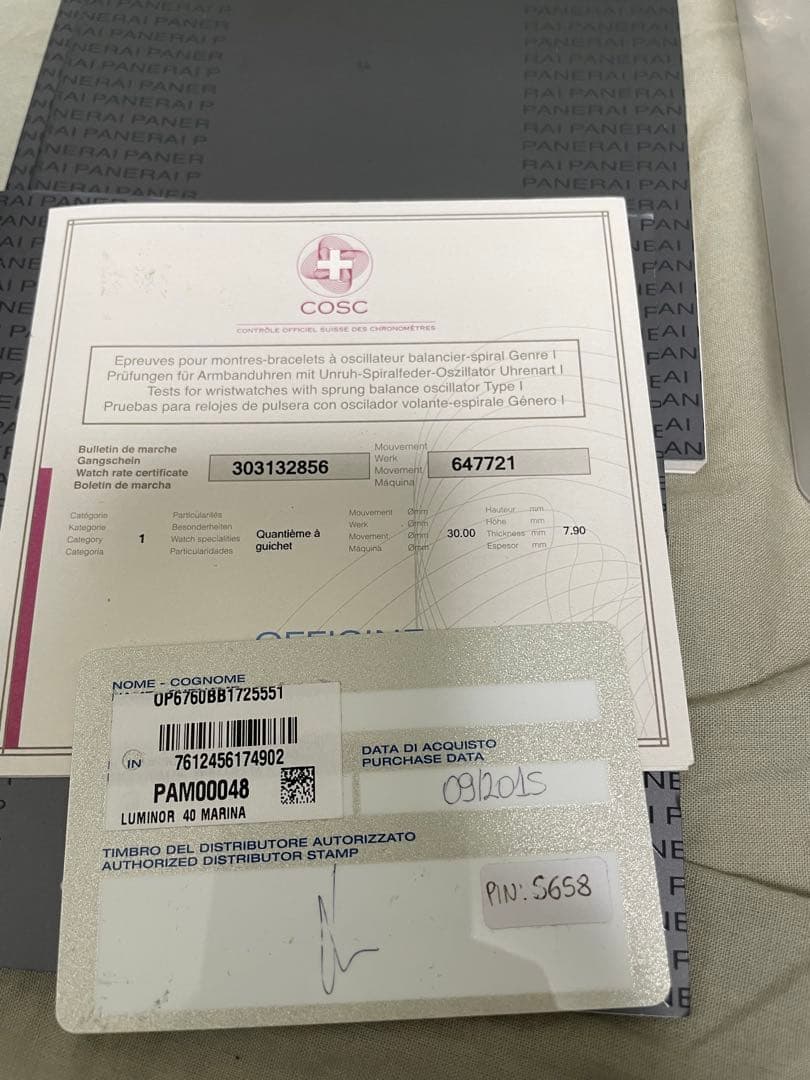 COSC
CONTRÔLE OFFICIEL SUISSE DES CHRONOMÈTRES
Epreuves pour montres-bracelets à oscillateur balancier-spiral Genre I
Prüfungen für Armbanduhren mit Unruh-Spiralfeder-Oszillator Uhrenart I
Tests for wristwatches with sprung balance oscillator Type I
Pruebas para relojes de pulsera con oscilador volante-espirale Género I
Bulletin de marche
Gangschein
Watch rate certificate
Boletin de marcha
303132856
Mouvement
Werk
Movement
Máquina
647721
Catégorie
Kategorie
Category
Categoria
1
Particularités
Besonderheiten
Watch specialities
Particularidades
Quantième à
guichet
Mouvement Ømm
Werk Ømm
Movement Ømm
Máquina Ømm
30.00
Hauteur mm
Höhe mm
Thickness mm
Espesor mm
7.90
NOME - COGNOME
OP6760BB1725551
IN
7612456174902
PAM00048
LUMINOR 40 MARINA
DATA DI ACQUISTO
PURCHASE DATA
09/2015
TIMBRO DEL DISTRIBUTORE AUTORIZZATO
AUTHORIZED DISTRIBUTOR STAMP
PIN: 5658